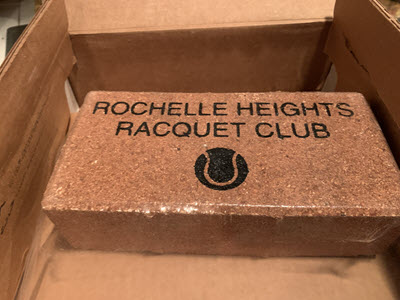 ROCHELLE HEIGHTS
RACQUET CLUB